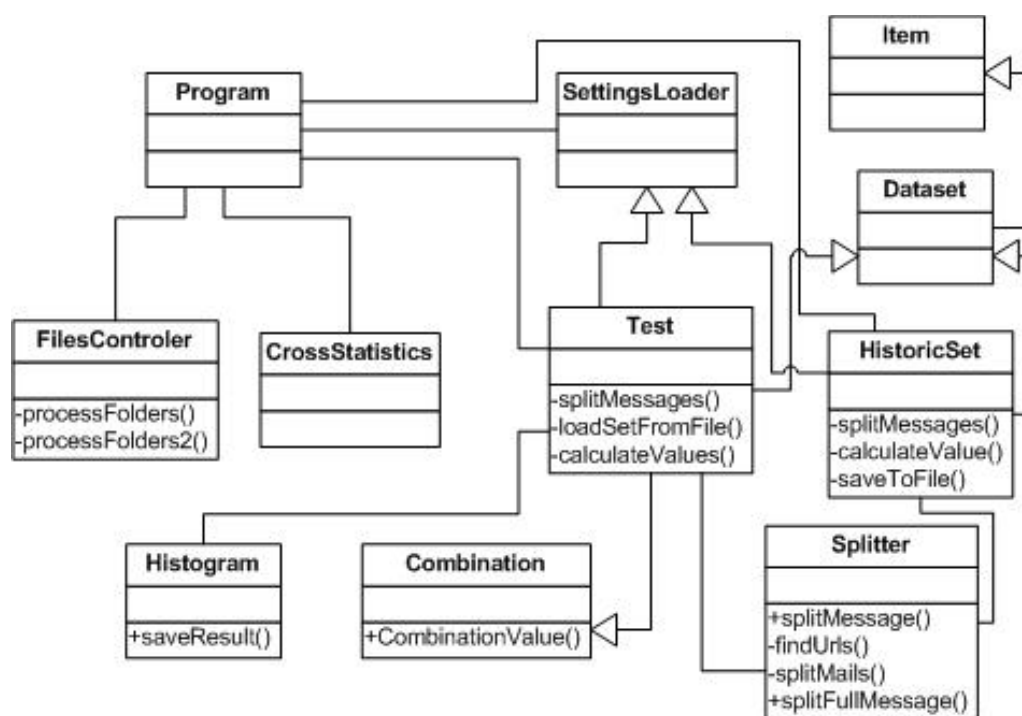 Item
Program
SettingsLoader
Dataset
FilesControler
-processFolders()
-processFolders2()
CrossStatistics
Test
-splitMessages()
-loadSetFromFile()
-calculateValues()
HistoricSet
-splitMessages()
-calculateValue()
-saveToFile()
Histogram
+saveResult()
Combination
+CombinationValue()
Splitter
+splitMessage()
-findUrls()
-splitMails()
+splitFullMessage()